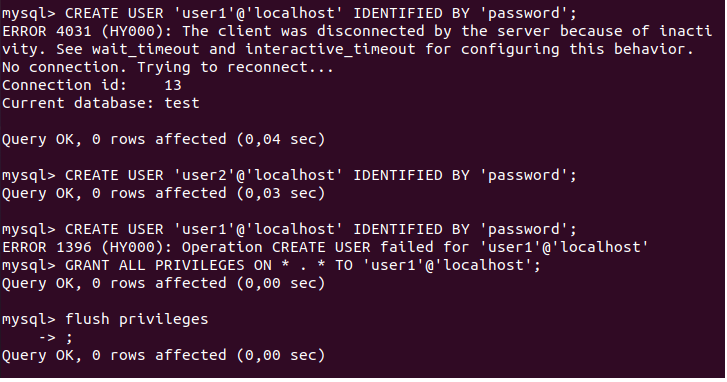 mysql> CREATE USER 'user1'@'localhost' IDENTIFIED BY 'password';
ERROR 4031 (HY000): The client was disconnected by the server because of inacti
vity. See wait_timeout and interactive_timeout for configuring this behavior.
No connection. Trying to reconnect...
Connection id:    13
Current database: test

Query OK, 0 rows affected (0,04 sec)

mysql> CREATE USER 'user2'@'localhost' IDENTIFIED BY 'password';
Query OK, 0 rows affected (0,03 sec)

mysql> CREATE USER 'user1'@'localhost' IDENTIFIED BY 'password';
ERROR 1396 (HY000): Operation CREATE USER failed for 'user1'@'localhost'
mysql> GRANT ALL PRIVILEGES ON * . * TO 'user1'@'localhost';
Query OK, 0 rows affected (0,00 sec)

mysql> flush privileges
    -> ;
Query OK, 0 rows affected (0,00 sec)